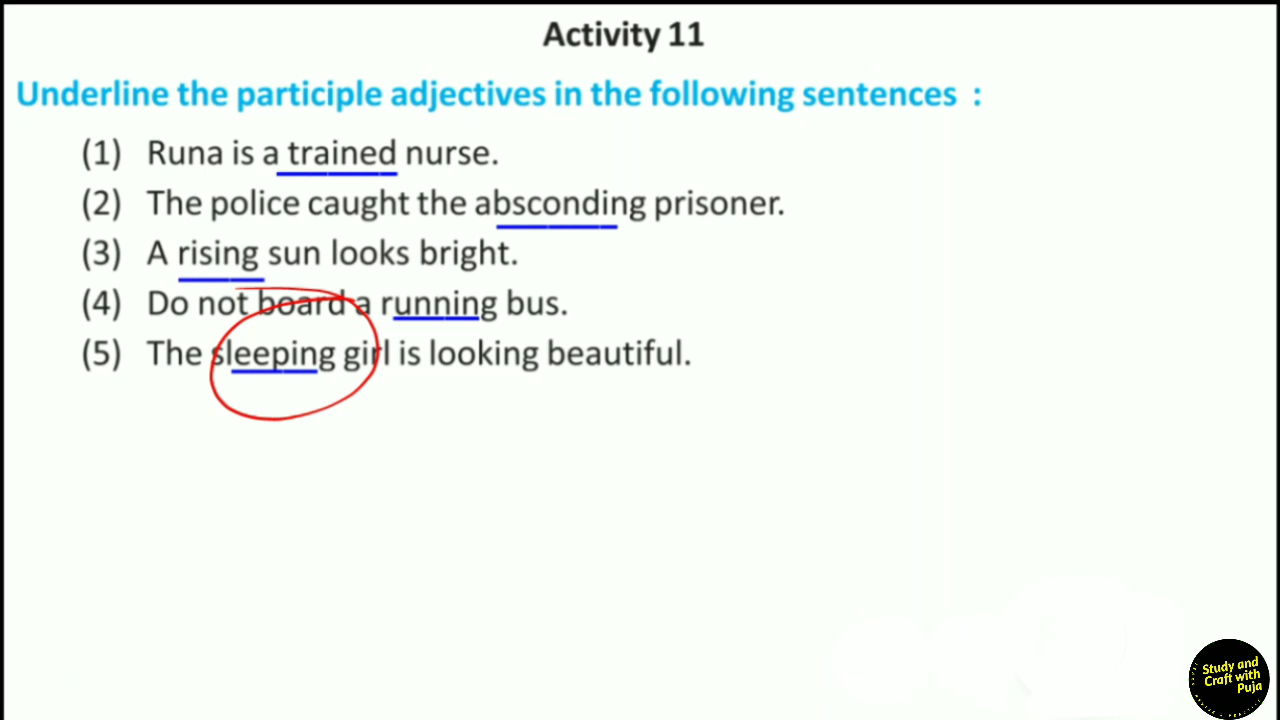 Activity 11
Underline the participle adjectives in the following sentences :
(1) Runa is a trained nurse.
(2) The police caught the absconding prisoner.
(3) A rising sun looks bright.
(4) Do not board a running bus.
(5) The sleeping girl is looking beautiful.
Study and
Craft with
Puja